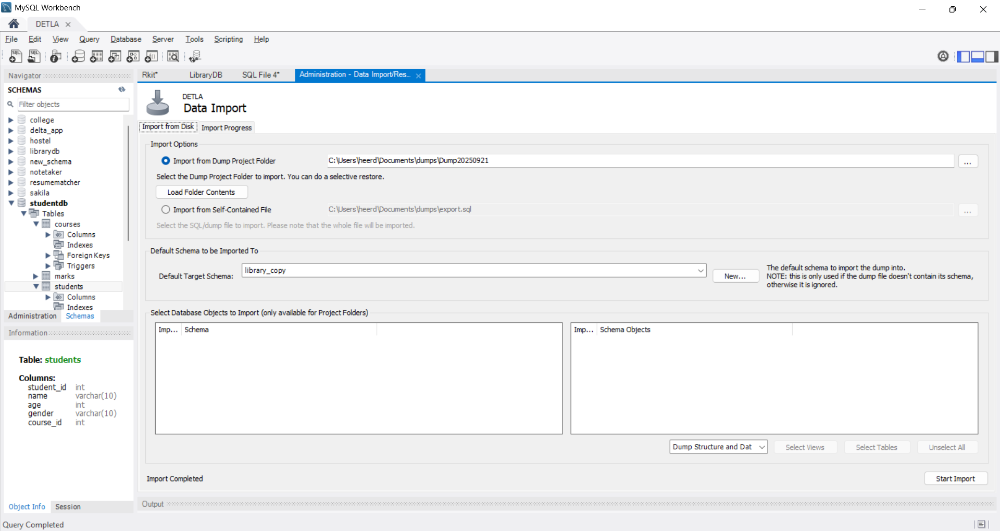 MySQL Workbench
DETLA
File Edit View Query Database Server Tools Scripting Help
SQL SQL
Navigator
SCHEMAS
Filter objects
college
delta_app
hostel
librarydb
new_schema
notetaker
resumematcher
sakila
studentdb
Tables
courses
Columns
Indexes
Foreign Keys
Triggers
marks
students
Columns
Indexes
Administration Schemas
Information
Table: students
Columns:
student_id int
name varchar(10)
age int
gender varchar(10)
course_id int
Object Info Session
Query Completed
Rkit* LibraryDB SQL File 4* Administration - Data Import/Res...
DETLA
Data Import
Import from Disk Import Progress
Import Options
Import from Dump Project Folder C:\Users\heerd\Documents\dumps\Dump20250921 ...
Select the Dump Project Folder to import. You can do a selective restore.
Load Folder Contents
Import from Self-Contained File C:\Users\heerd\Documents\dumps\export.sql ...
Select the SQL/dump file to import. Please note that the whole file will be imported.
Default Schema to be Imported To
Default Target Schema: library_copy New...
The default schema to import the dump into.
NOTE: this is only used if the dump file doesn't contain its schema,
otherwise it is ignored.
Select Database Objects to Import (only available for Project Folders)
Imp... Schema
Imp... Schema Objects
Dump Structure and Dat Select Views Select Tables Unselect All
Import Completed Start Import
Output